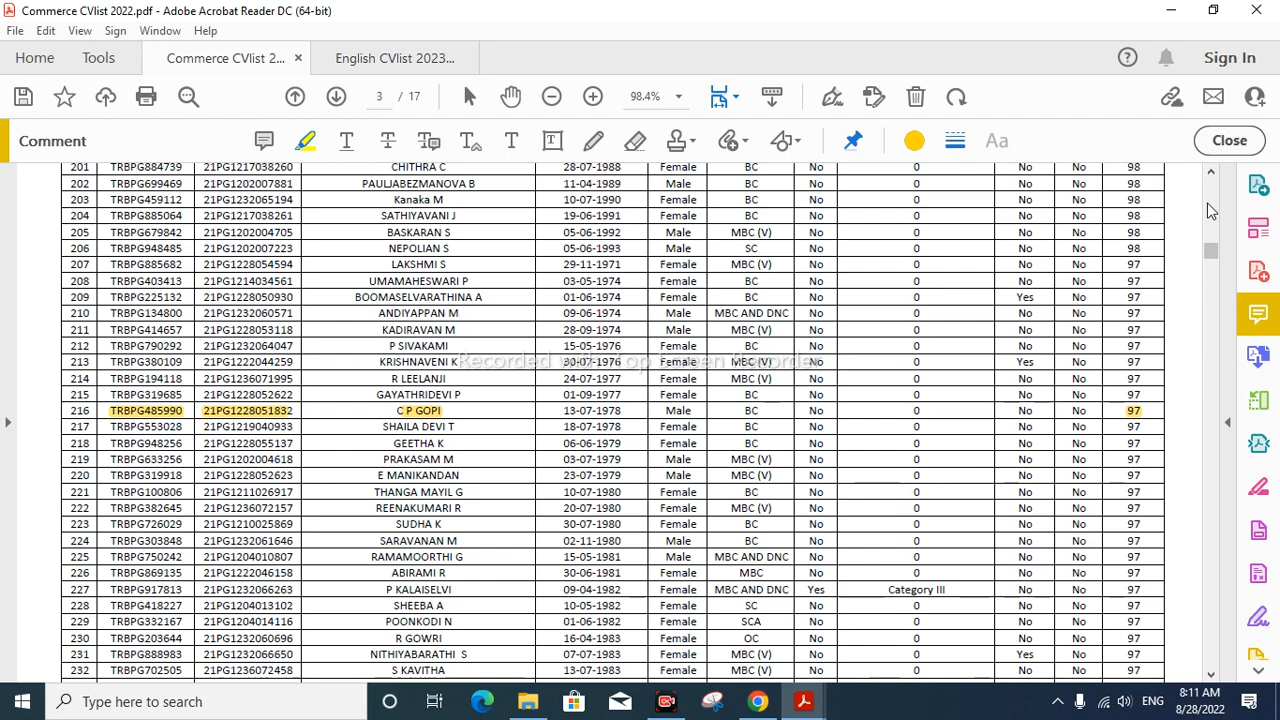 Commerce CVlist 2022.pdf - Adobe Acrobat Reader DC (64-bit)
File Edit View Sign Window Help
Home Tools Commerce CVlist 2... × English CVlist 2023... Sign In
3 / 17 98.4%
Comment Close
201 TRBPG884739 21PG1217038260 CHITHRA C 28-07-1988 Female BC No 0 No No 98
202 TRBPG699469 21PG1202007881 PAULJABEZMANOVA B 11-04-1989 Male BC No 0 No No 98
203 TRBPG459112 21PG1232065194 Kanaka M 10-07-1990 Female BC No 0 No No 98
204 TRBPG885064 21PG1217038261 SATHIYAVANI J 19-06-1991 Female BC No 0 No No 98
205 TRBPG679842 21PG1202004705 BASKARAN S 05-06-1992 Male MBC (V) No 0 No No 98
206 TRBPG948485 21PG1202007223 NEPOLIAN S 05-06-1993 Male SC No 0 No No 98
207 TRBPG885682 21PG1228054594 LAKSHMI S 29-11-1971 Female MBC (V) No 0 No No 97
208 TRBPG403413 21PG1214034561 UMAMAHESWARI P 03-05-1974 Female BC No 0 No No 97
209 TRBPG225132 21PG1228050930 BOOMASELVARATHINA A 01-06-1974 Female BC No 0 Yes No 97
210 TRBPG134800 21PG1232060571 ANDIYAPPAN M 09-06-1974 Male MBC AND DNC No 0 No No 97
211 TRBPG414657 21PG1228053118 KADIRAVAN M 28-09-1974 Male MBC (V) No 0 No No 97
212 TRBPG790292 21PG1232064047 P SIVAKAMI 15-05-1976 Female BC No 0 No No 97
213 TRBPG380109 21PG1222044259 KRISHNAVENI K 30-05-1976 Female MBC (V) No 0 Yes No 97
Recorded with iTop Screen Recorder
214 TRBPG194118 21PG1236071995 R LEELANJI 24-07-1977 Female MBC (V) No 0 No No 97
215 TRBPG319685 21PG1228052622 GAYATHRIDEVI P 01-09-1977 Female BC No 0 No No 97
216 TRBPG485990 21PG1228051832 C P GOPI 13-07-1978 Male BC No 0 No No 97
217 TRBPG553028 21PG1219040933 SHAILA DEVI T 18-07-1978 Female BC No 0 No No 97
218 TRBPG948256 21PG1228055137 GEETHA K 06-06-1979 Female BC No 0 No No 97
219 TRBPG633256 21PG1202004618 PRAKASAM M 03-07-1979 Male MBC (V) No 0 No No 97
220 TRBPG319918 21PG1228052623 E MANIKANDAN 23-07-1979 Male MBC (V) No 0 No No 97
221 TRBPG100806 21PG1211026917 THANGA MAYIL G 10-07-1980 Female BC No 0 No No 97
222 TRBPG382645 21PG1236072157 REENAKUMARI R 20-07-1980 Female MBC (V) No 0 No No 97
223 TRBPG726029 21PG1210025869 SUDHA K 30-07-1980 Female BC No 0 No No 97
224 TRBPG303848 21PG1232061646 SARAVANAN M 02-11-1980 Male BC No 0 No No 97
225 TRBPG750242 21PG1204010807 RAMAMOORTHI G 15-05-1981 Male MBC AND DNC No 0 No No 97
226 TRBPG869135 21PG1222046158 ABIRAMI R 30-06-1981 Female MBC No 0 No No 97
227 TRBPG917813 21PG1232066263 P KALAISELVI 09-04-1982 Female MBC AND DNC Yes Category III No No 97
228 TRBPG418227 21PG1204013102 SHEEBA A 10-05-1982 Female SC No 0 No No 97
229 TRBPG332167 21PG1204014116 POONKODI N 01-06-1982 Female SCA No 0 No No 97
230 TRBPG203644 21PG1232060696 R GOWRI 16-04-1983 Female OC No 0 No No 97
231 TRBPG888983 21PG1232066650 NITHIYABARATHI S 07-07-1983 Female MBC (V) No 0 Yes No 97
232 TRBPG702505 21PG1236072458 S KAVITHA 13-07-1983 Female MBC (V) No 0 No No 97
Type here to search ENG 8:11 AM
8/28/2022